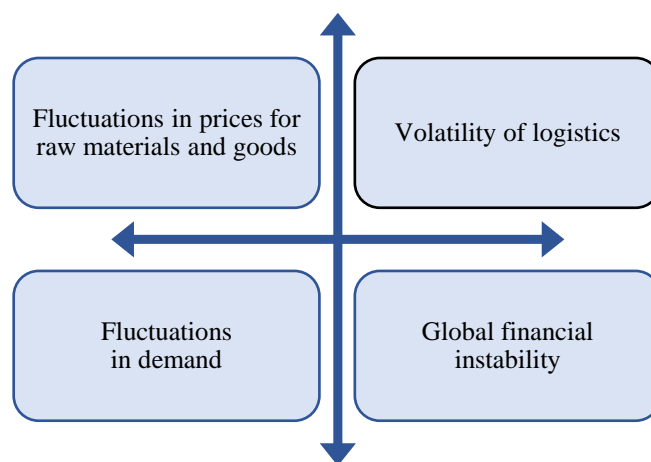 Fluctuations in prices for
raw materials and goods
Volatility of logistics
Fluctuations
in demand
Global financial
instability